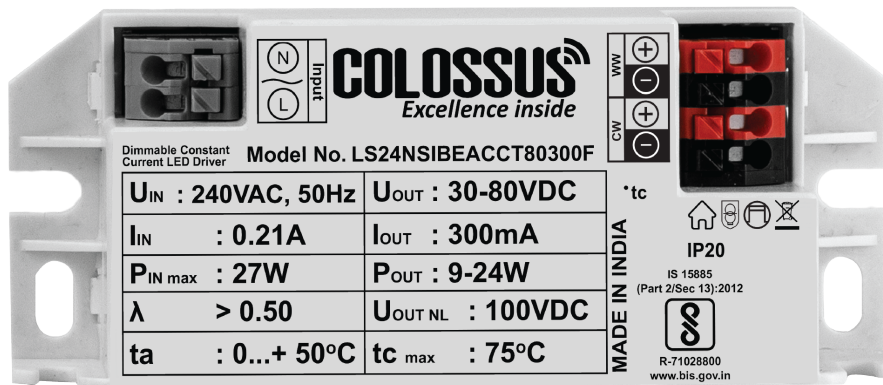 N
L
Input
COLOSSUS
Excellence inside
WW
+
−
CW
+
−
Dimmable Constant
Current LED Driver
Model No. LS24NSIBEACCT80300F
UIN : 240VAC, 50Hz
UOUT : 30-80VDC
IIN : 0.21A
IOUT : 300mA
PIN max : 27W
POUT : 9-24W
λ > 0.50
UOUT NL : 100VDC
ta : 0...+ 50°C
tc max : 75°C
tc
MADE IN INDIA
IP20
IS 15885
(Part 2/Sec 13):2012
R-71028800
www.bis.gov.in